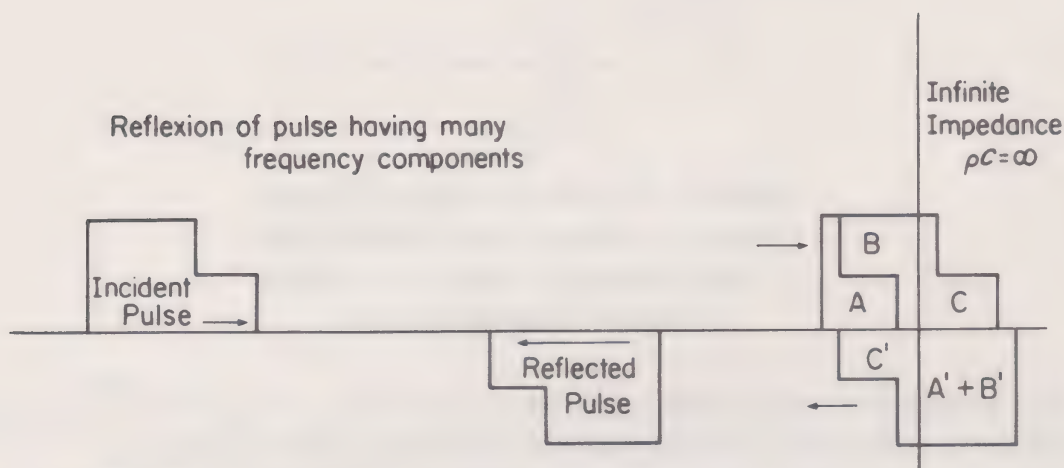 Reflexion of pulse having many
frequency components
Infinite
Impedance
ρC=∞
Incident
Pulse
B
A
C
Reflected
Pulse
C'
A' + B'